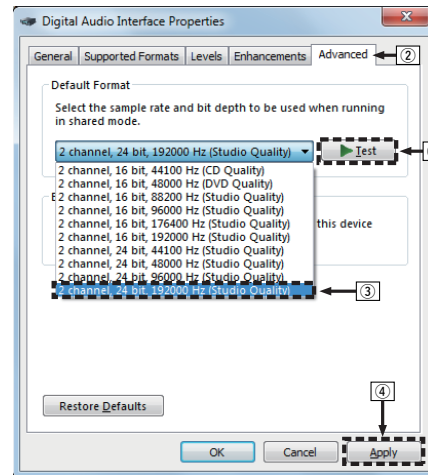 Digital Audio Interface Properties
General Supported Formats Levels Enhancements Advanced ②
Default Format
Select the sample rate and bit depth to be used when running
in shared mode.
2 channel, 24 bit, 192000 Hz (Studio Quality) Test
2 channel, 16 bit, 44100 Hz (CD Quality)
2 channel, 16 bit, 48000 Hz (DVD Quality)
2 channel, 16 bit, 88200 Hz (Studio Quality)
2 channel, 16 bit, 96000 Hz (Studio Quality)
2 channel, 16 bit, 176400 Hz (Studio Quality) this device
2 channel, 16 bit, 192000 Hz (Studio Quality)
2 channel, 24 bit, 44100 Hz (Studio Quality)
2 channel, 24 bit, 48000 Hz (Studio Quality)
2 channel, 24 bit, 96000 Hz (Studio Quality)
2 channel, 24 bit, 192000 Hz (Studio Quality) ③
Restore Defaults
④
OK Cancel Apply